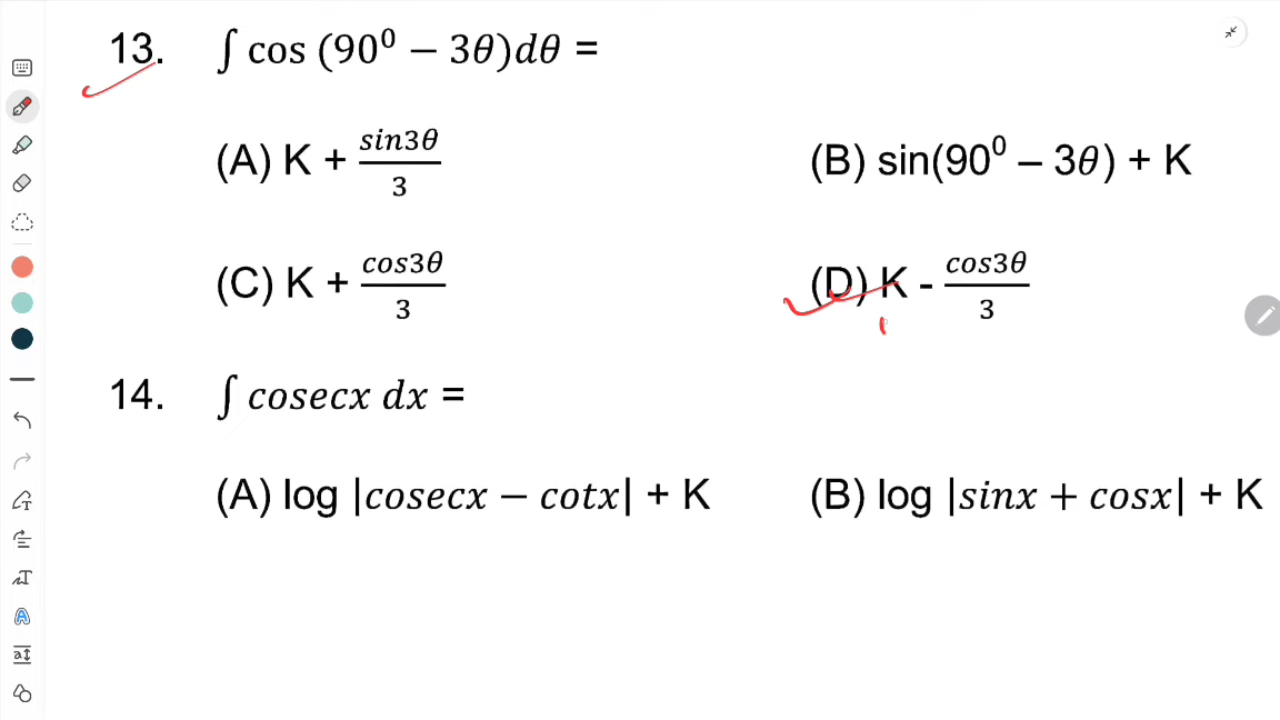 13. ∫ cos (90⁰ − 3θ)dθ =
(A) K + sin3θ/3 (B) sin(90⁰ − 3θ) + K
(C) K + cos3θ/3 (D) K - cos3θ/3
14. ∫ cosecx dx =
(A) log |cosecx − cotx| + K (B) log |sinx + cosx| + K